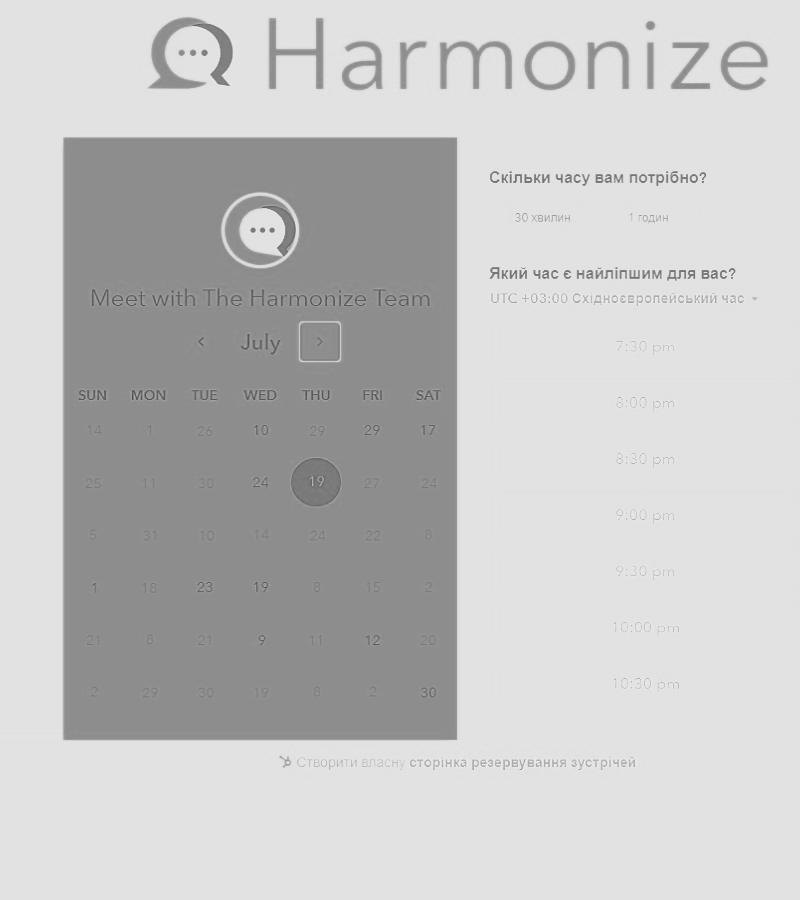 Harmonize
Meet with The Harmonize Team
July
SUN MON TUE WED THU FRI SAT
14 1 26 10 29 29 17
25 11 30 24 19 27 24
5 31 10 14 24 22 8
1 18 23 19 8 15 2
21 8 21 9 11 12 20
2 29 30 19 8 2 30
Скільки часу вам потрібно?
30 хвилин 1 годин
Який час є найліпшим для вас?
UTC +03:00 Східноєвропейський час
7:30 pm
8:00 pm
8:30 pm
9:00 pm
9:30 pm
10:00 pm
10:30 pm
Створити власну сторінка резервування зустрічей